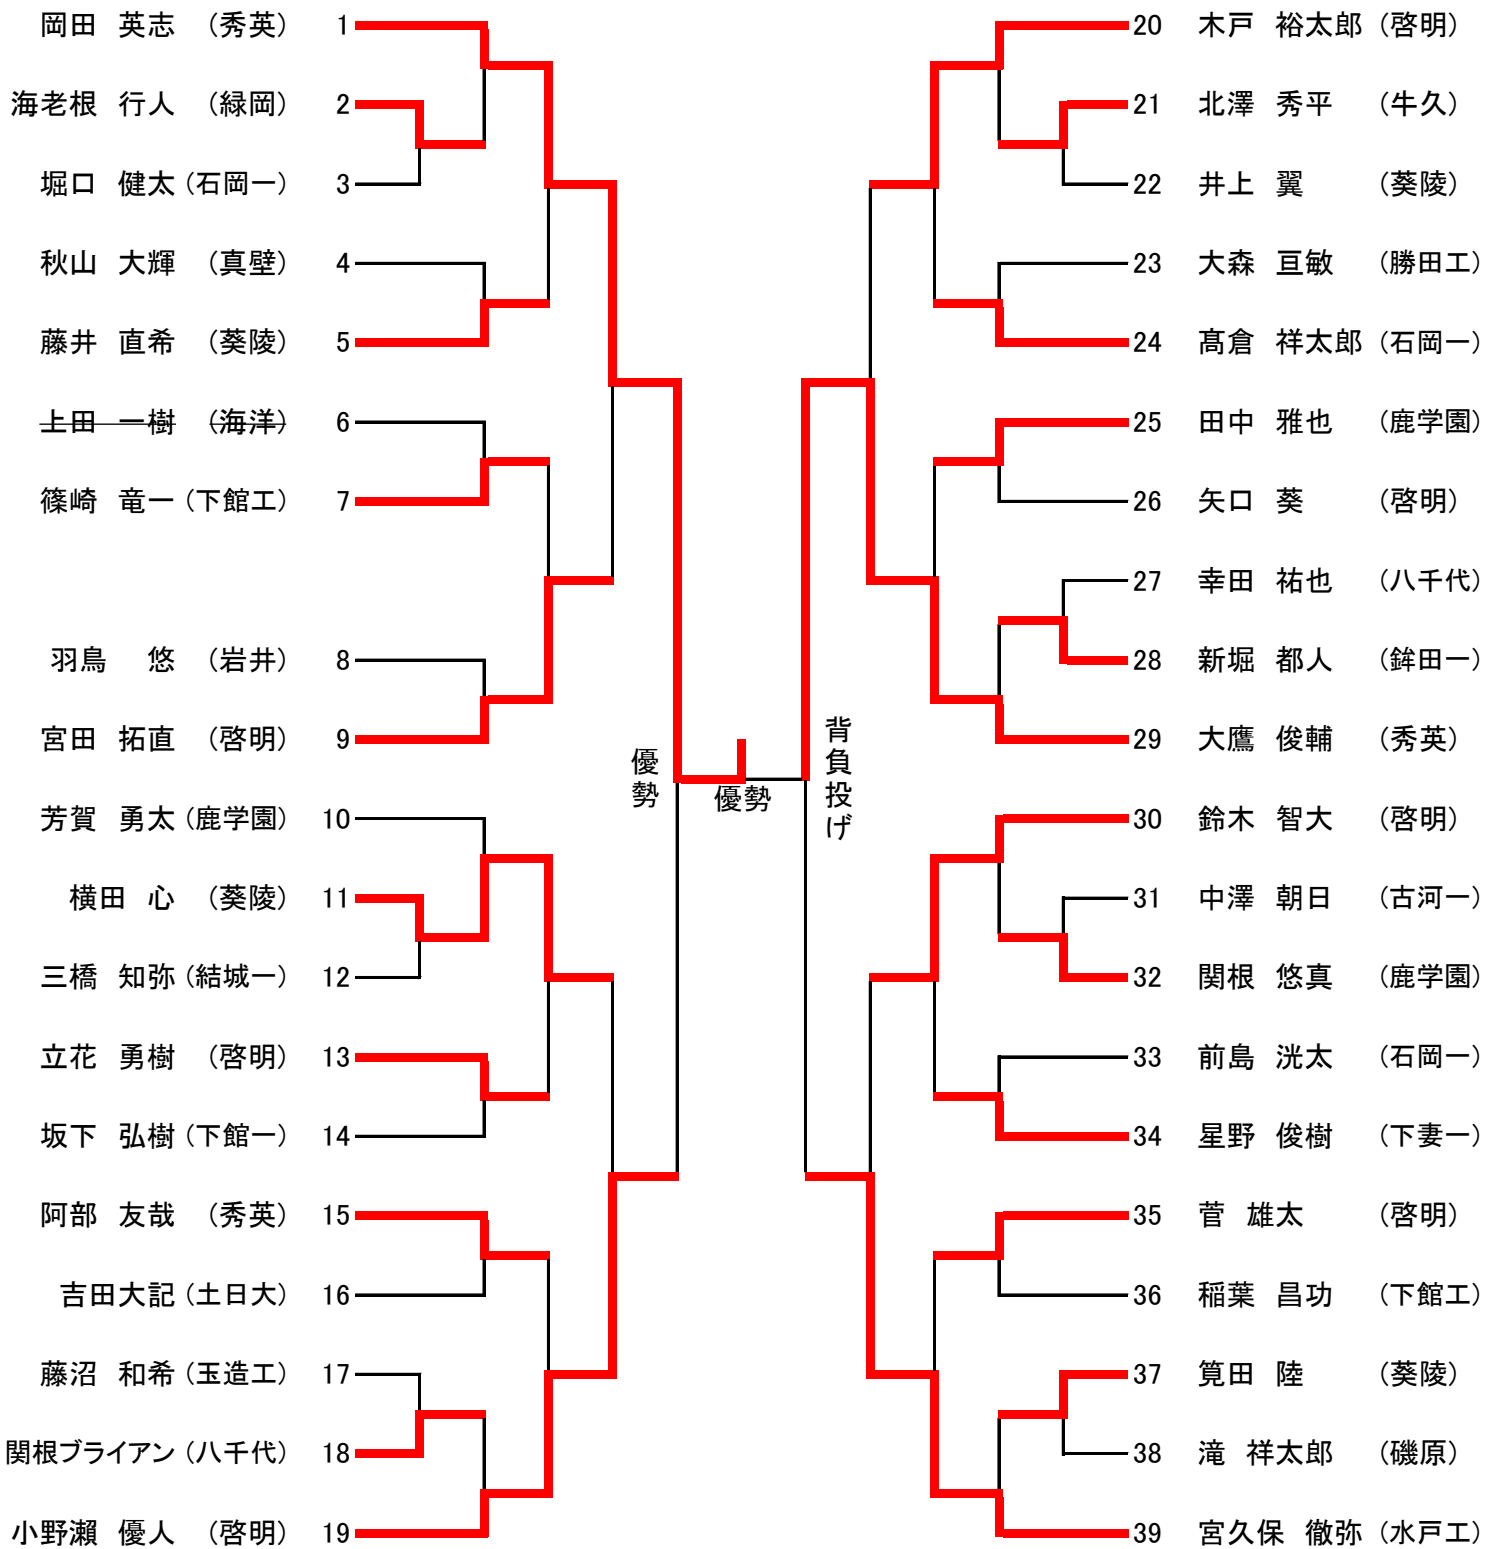 岡田 英志 (秀英) 1
海老根 行人 (緑岡) 2
堀口 健太 (石岡一) 3
秋山 大輝 (真壁) 4
藤井 直希 (葵陵) 5
上田 一樹 (海洋) 6
篠崎 竜一 (下館工) 7
羽鳥 悠 (岩井) 8
宮田 拓直 (啓明) 9
芳賀 勇太 (鹿学園) 10
横田 心 (葵陵) 11
三橋 知弥 (結城一) 12
立花 勇樹 (啓明) 13
坂下 弘樹 (下館一) 14
阿部 友哉 (秀英) 15
吉田大記 (土日大) 16
藤沼 和希 (玉造工) 17
関根ブライアン (八千代) 18
小野瀬 優人 (啓明) 19
優勢
優勢
背負投げ
20 木戸 裕太郎 (啓明)
21 北澤 秀平 (牛久)
22 井上 翼 (葵陵)
23 大森 亘敏 (勝田工)
24 髙倉 祥太郎 (石岡一)
25 田中 雅也 (鹿学園)
26 矢口 葵 (啓明)
27 幸田 祐也 (八千代)
28 新堀 都人 (鉾田一)
29 大鷹 俊輔 (秀英)
30 鈴木 智大 (啓明)
31 中澤 朝日 (古河一)
32 関根 悠真 (鹿学園)
33 前島 洸太 (石岡一)
34 星野 俊樹 (下妻一)
35 菅 雄太 (啓明)
36 稲葉 昌功 (下館工)
37 筧田 陸 (葵陵)
38 滝 祥太郎 (磯原)
39 宮久保 徹弥 (水戸工)